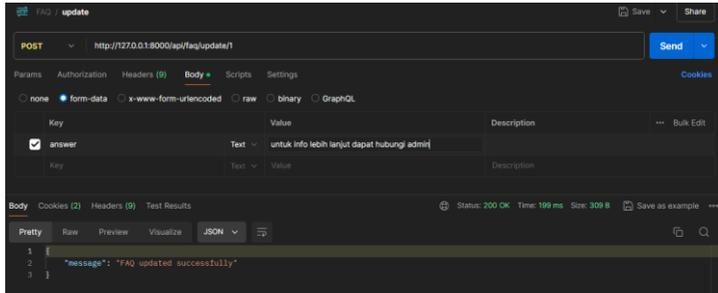 FAQ / update
Save
Share
POST
http://127.0.0.1:8000/api/faq/update/1
Send
Params Authorization Headers (9) Body Scripts Settings
Cookies
none form-data x-www-form-urlencoded raw binary GraphQL
Key Value Description ... Bulk Edit
answer Text untuk info lebih lanjut dapat hubungi admin
Key Text Value Description
Body Cookies (2) Headers (9) Test Results
Status: 200 OK Time: 199 ms Size: 309 B Save as example ...
Pretty Raw Preview Visualize JSON
1 {
2 "message": "FAQ updated successfully"
3 }